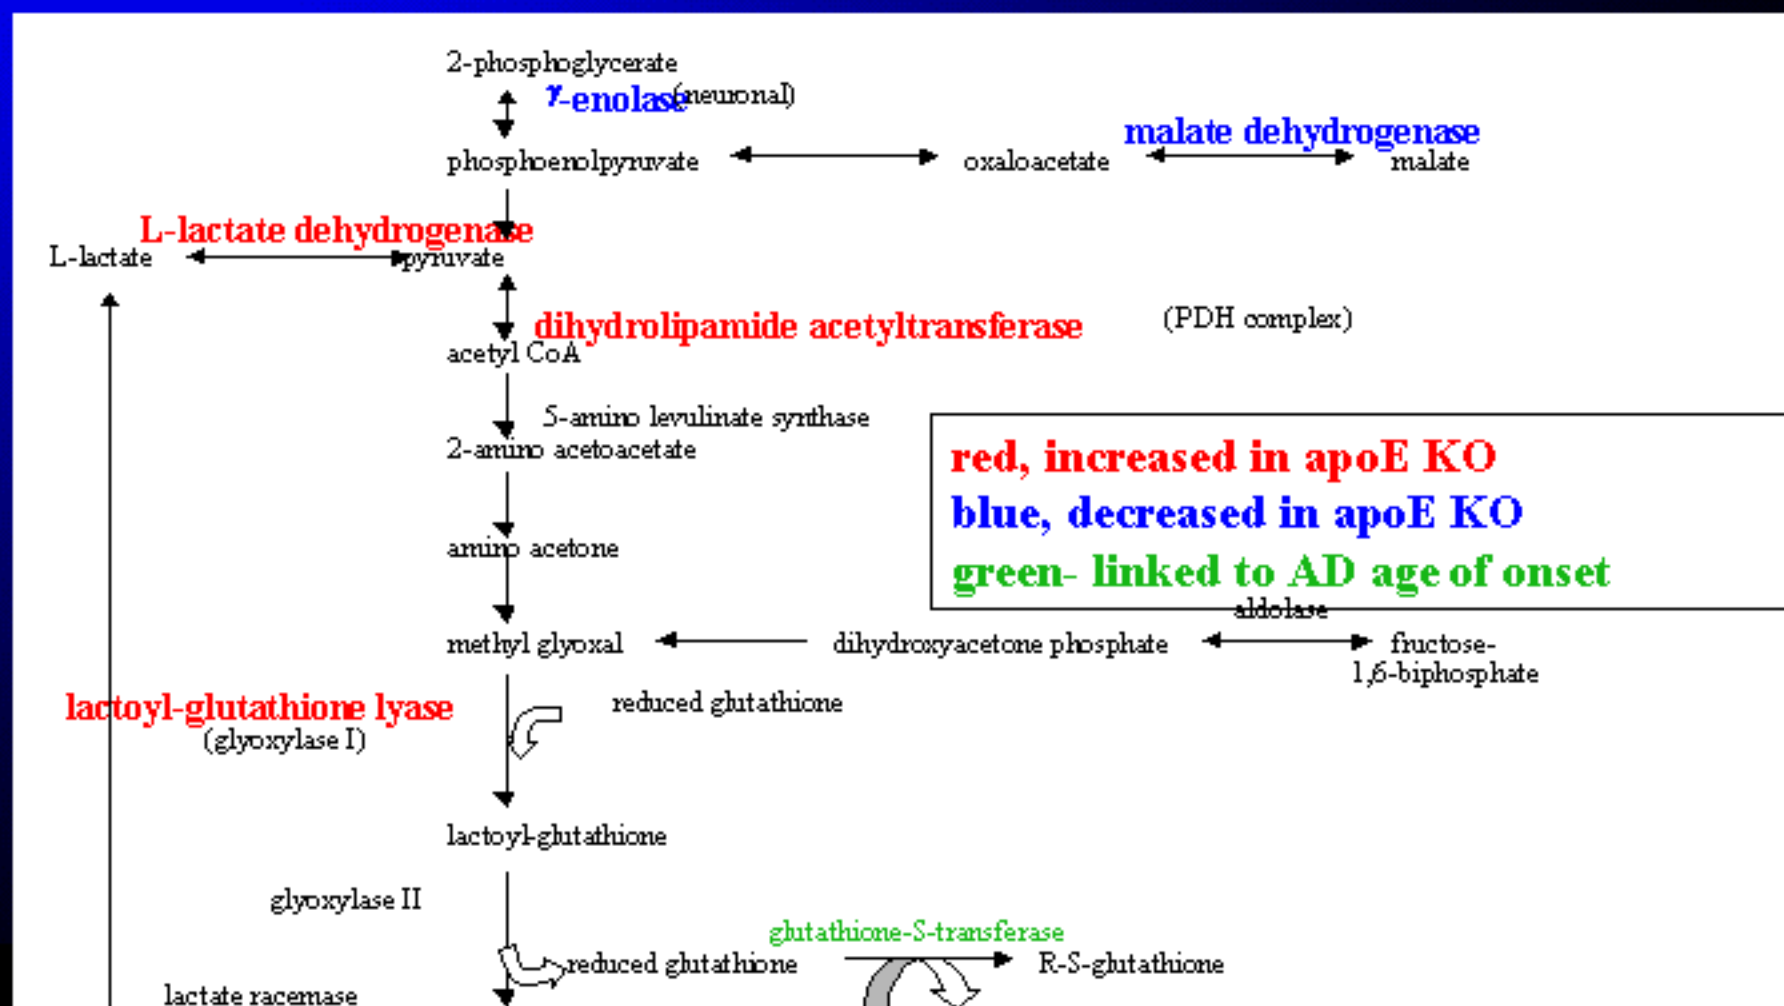 2-phosphoglycerate
γ-enolase (neuronal)
malate dehydrogenase
phosphoenolpyruvate
oxaloacetate
malate
L-lactate dehydrogenase
L-lactate
pyruvate
dihydrolipamide acetyltransferase
(PDH complex)
acetyl CoA
5-amino levulinate synthase
2-amino acetoacetate
red, increased in apoE KO
blue, decreased in apoE KO
green- linked to AD age of onset
amino acetone
aldolase
methyl glyoxal
dihydroxyacetone phosphate
fructose-
1,6-biphosphate
lactoyl-glutathione lyase
(glyoxylase I)
reduced glutathione
lactoyl-glutathione
glyoxylase II
glutathione-S-transferase
reduced glutathione
R-S-glutathione
lactate racemase